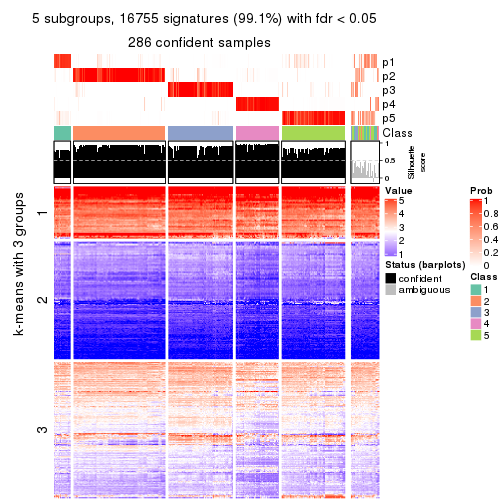 5 subgroups, 16755 signatures (99.1%) with fdr < 0.05
286 confident samples
p1
p2
p3
p4
p5
Class
1
0.5
0
Silhouette
score
k-means with 3 groups
1
2
3
Value
5
4
3
2
1
Status (barplots)
confident
ambiguous
Prob
1
0.8
0.6
0.4
0.2
0
Class
1
2
3
4
5